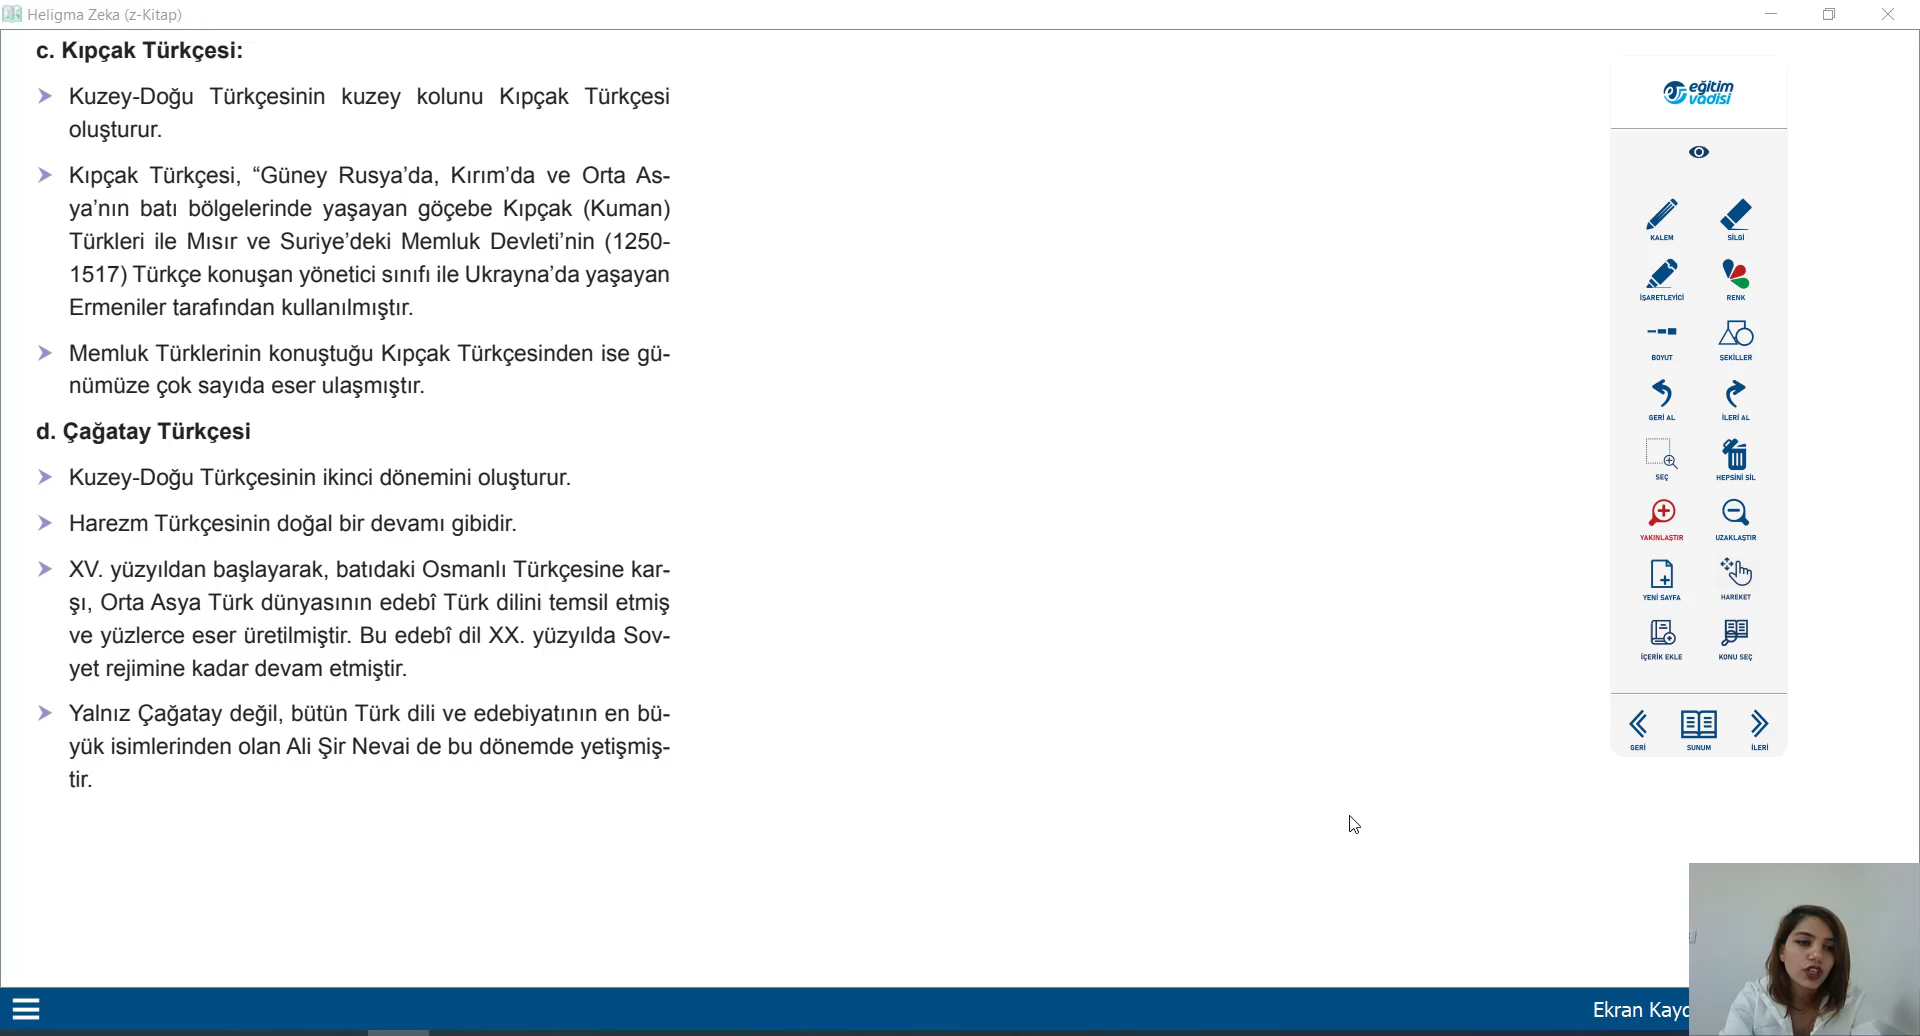 Heligma Zeka (z-Kitap)
c. Kıpçak Türkçesi:
Kuzey-Doğu Türkçesinin kuzey kolunu Kıpçak Türkçesi
oluşturur.
Kıpçak Türkçesi, “Güney Rusya’da, Kırım’da ve Orta As-
ya’nın batı bölgelerinde yaşayan göçebe Kıpçak (Kuman)
Türkleri ile Mısır ve Suriye’deki Memluk Devleti’nin (1250-
1517) Türkçe konuşan yönetici sınıfı ile Ukrayna’da yaşayan
Ermeniler tarafından kullanılmıştır.
Memluk Türklerinin konuştuğu Kıpçak Türkçesinden ise gü-
nümüze çok sayıda eser ulaşmıştır.
d. Çağatay Türkçesi
Kuzey-Doğu Türkçesinin ikinci dönemini oluşturur.
Harezm Türkçesinin doğal bir devamı gibidir.
XV. yüzyıldan başlayarak, batıdaki Osmanlı Türkçesine kar-
şı, Orta Asya Türk dünyasının edebî Türk dilini temsil etmiş
ve yüzlerce eser üretilmiştir. Bu edebî dil XX. yüzyılda Sov-
yet rejimine kadar devam etmiştir.
Yalnız Çağatay değil, bütün Türk dili ve edebiyatının en bü-
yük isimlerinden olan Ali Şir Nevai de bu dönemde yetişmiş-
tir.
eğitim
vadisi
KALEM SİLGİ
İŞARETLEYİCİ RENK
BOYUT ŞEKİLLER
GERİ AL İLERİ AL
SEÇ HEPSİNİ SİL
YAKINLAŞTIR UZAKLAŞTIR
YENİ SAYFA HAREKET
İÇERİK EKLE KONU SEÇ
GERİ SUNUM İLERİ
Ekran